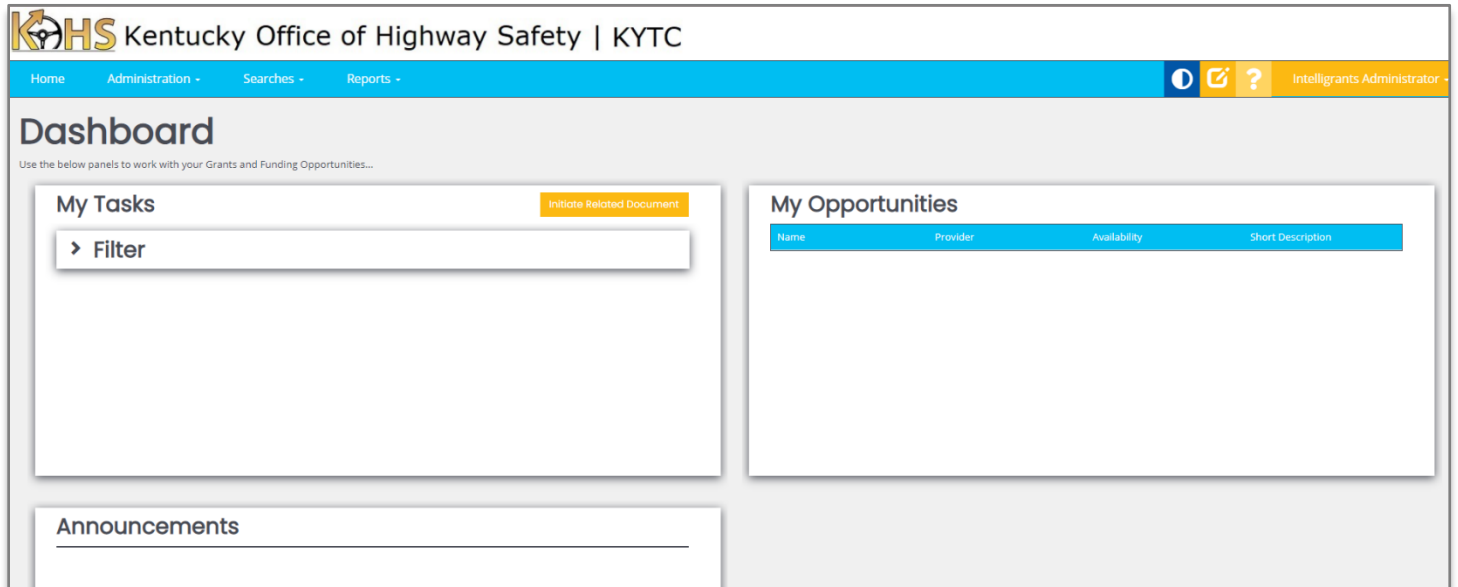 KOHS Kentucky Office of Highway Safety | KYTC
Home Administration Searches Reports ? Intelligrants Administrator
Dashboard
Use the below panels to work with your Grants and Funding Opportunities...
My Tasks
Initiate Related Document
Filter
My Opportunities
Name Provider Availability Short Description
Announcements